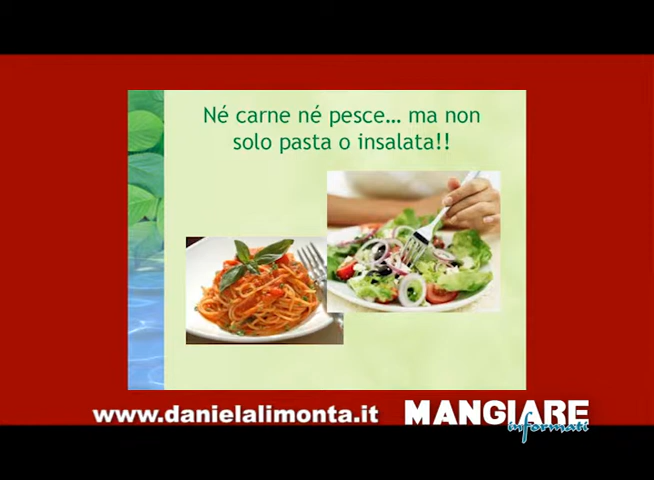 Né carne né pesce… ma non
solo pasta o insalata!!
www.danielalimonta.it
MANGIARE
informati